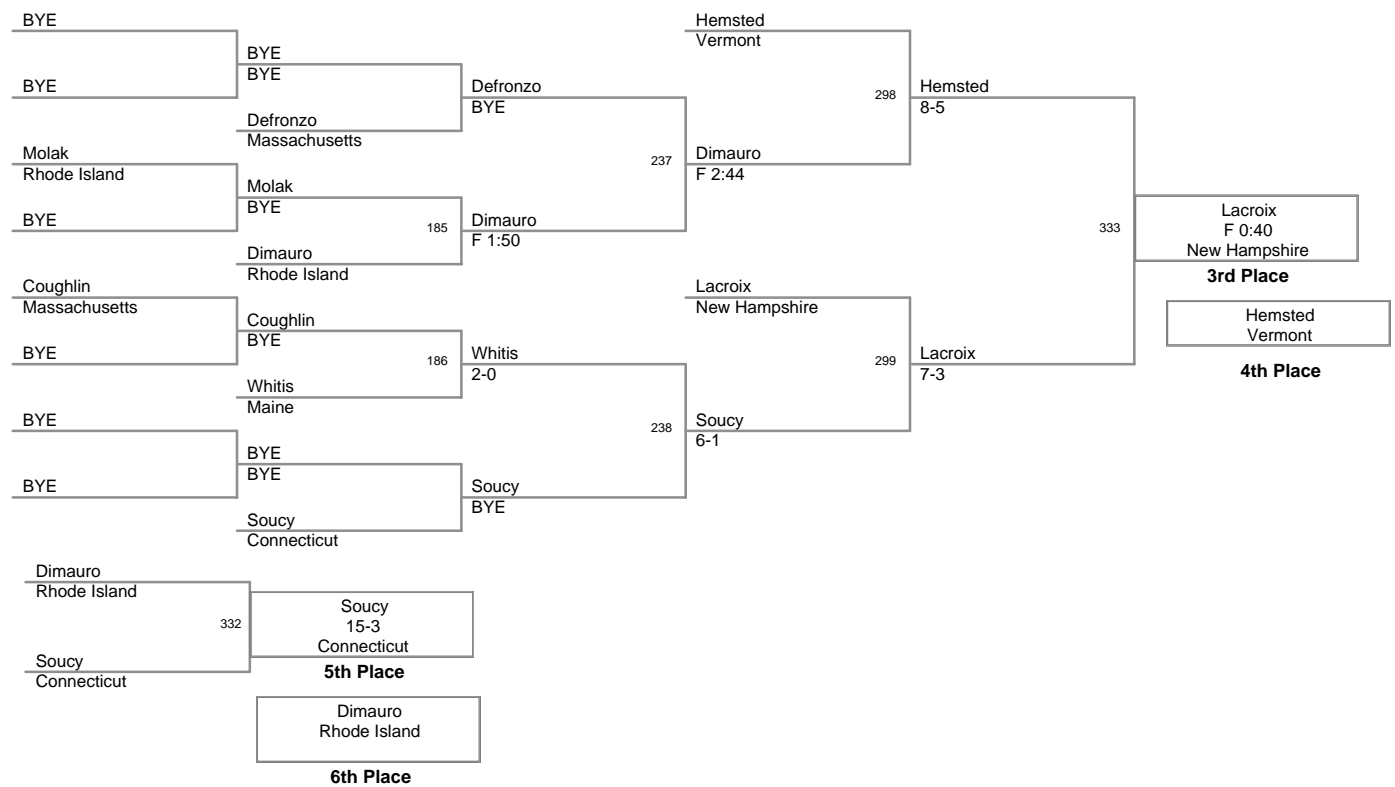 BYE
BYE
Molak
Rhode Island
BYE
Coughlin
Massachusetts
BYE
BYE
BYE
BYE
BYE
Defronzo
Massachusetts
Molak
BYE
185
Dimauro
Rhode Island
Coughlin
BYE
186
Whitis
Maine
BYE
BYE
Soucy
Connecticut
Defronzo
BYE
237
Dimauro
F 1:50
Whitis
2-0
238
Soucy
BYE
Hemsted
Vermont
298
Dimauro
F 2:44
Lacroix
New Hampshire
299
Soucy
6-1
Hemsted
8-5
333
Lacroix
7-3
Lacroix
F 0:40
New Hampshire
3rd Place
Hemsted
Vermont
4th Place
Dimauro
Rhode Island
332
Soucy
Connecticut
Soucy
15-3
Connecticut
5th Place
Dimauro
Rhode Island
6th Place